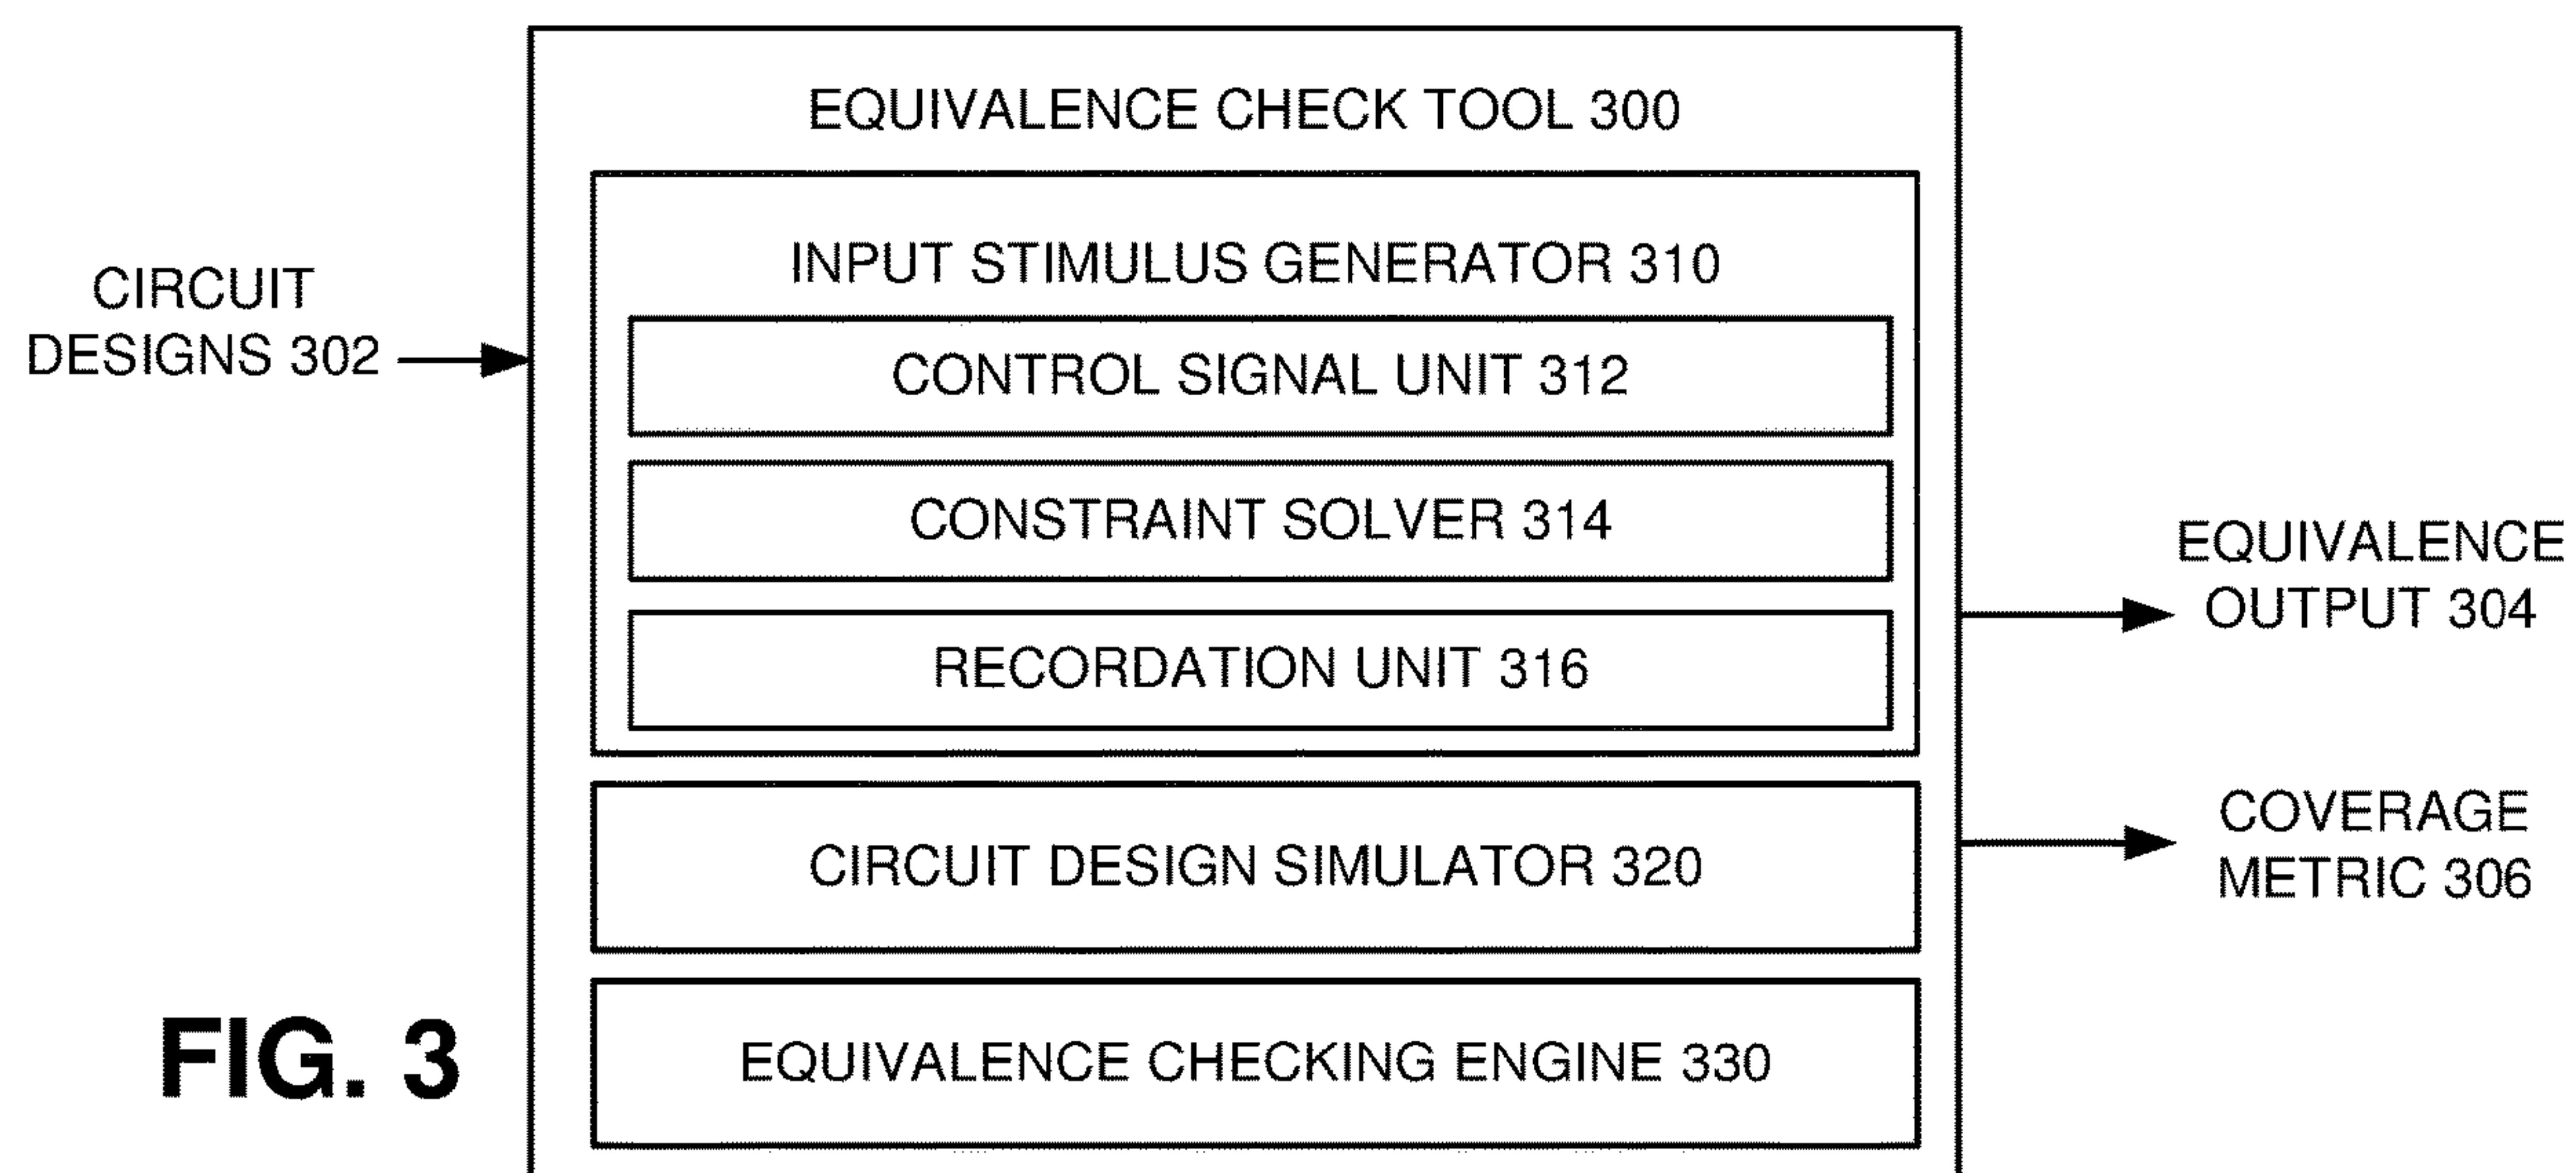 EQUIVALENCE CHECK TOOL 300
INPUT STIMULUS GENERATOR 310
CIRCUIT
DESIGNS 302
CONTROL SIGNAL UNIT 312
CONSTRAINT SOLVER 314
RECORDATION UNIT 316
EQUIVALENCE
OUTPUT 304
CIRCUIT DESIGN SIMULATOR 320
COVERAGE
METRIC 306
EQUIVALENCE CHECKING ENGINE 330
FIG. 3